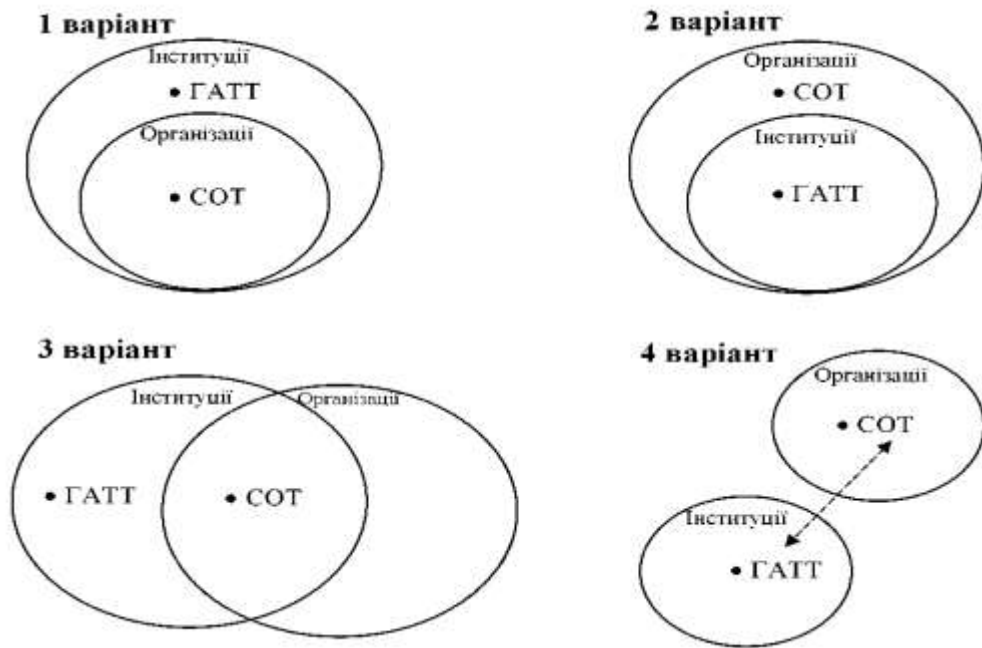 1 варіант
Інституції
ГАТТ
Організації
СОТ
2 варіант
Організації
СОТ
Інституції
ГАТТ
3 варіант
Інституції
Організації
ГАТТ
СОТ
4 варіант
Організації
СОТ
Інституції
ГАТТ